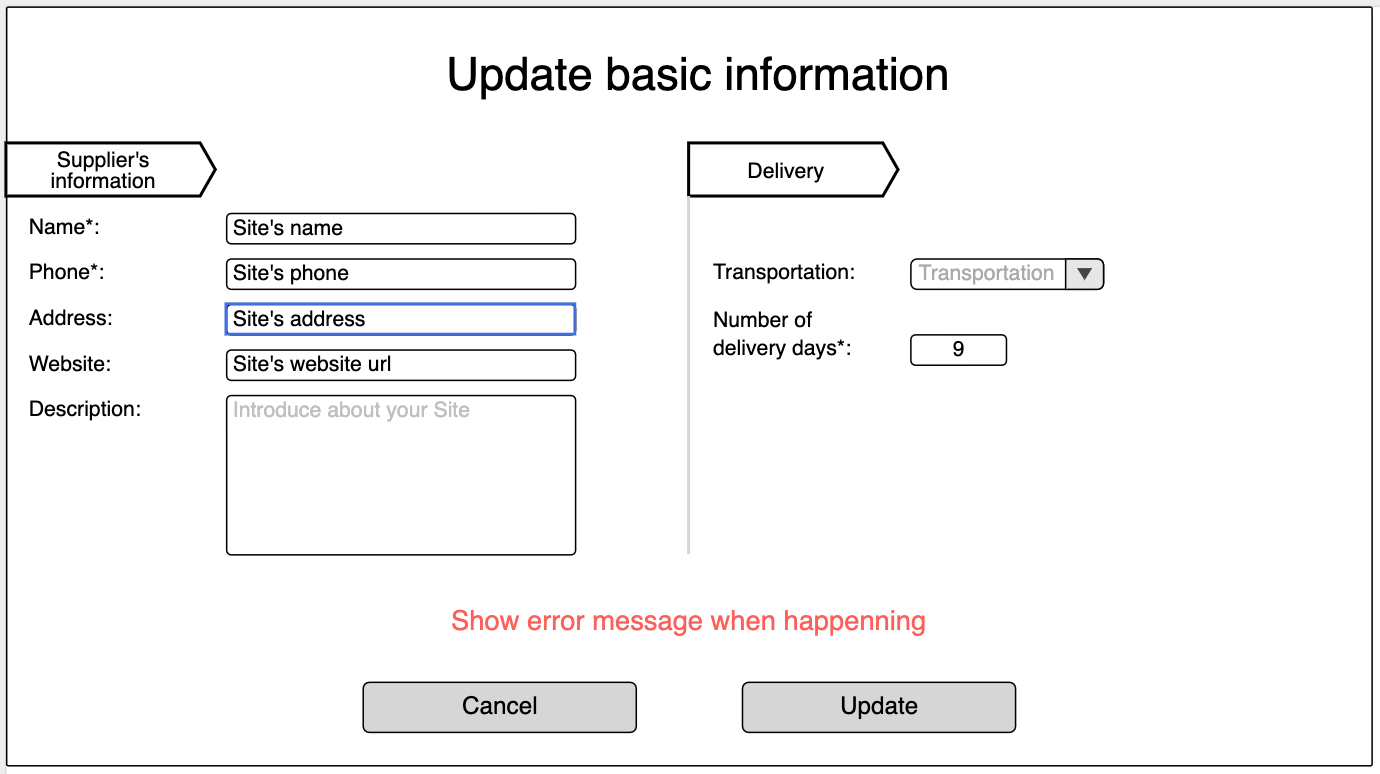 Update basic information
Supplier's
information
Name*:
Site's name
Phone*:
Site's phone
Address:
Site's address
Website:
Site's website url
Description:
Introduce about your Site
Delivery
Transportation:
Transportation
Number of
delivery days*:
9
Show error message when happenning
Cancel
Update